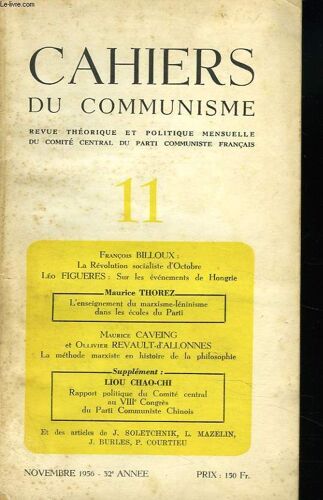 Le-livre.com
CAHIERS
DU COMMUNISME
REVUE THÉORIQUE ET POLITIQUE MENSUELLE
DU COMITÉ CENTRAL DU PARTI COMMUNISTE FRANÇAIS
11
FRANÇOIS BILLOUX :
La Révolution socialiste d'Octobre
LÉO FIGUERES : Sur les événements de Hongrie
Maurice THOREZ
L'enseignement du marxisme-léninisme
dans les écoles du Parti
MAURICE CAVEING
et OLLIVIER REVAULT-d'ALLONNES
La méthode marxiste en histoire de la philosophie
Supplément :
LIOU CHAO-CHI
Rapport politique du Comité central
au VIIIe Congrès
du Parti Communiste Chinois
Et des articles de J. SOLETCHNIK, L. MAZELIN,
J. BURLES, P. COURTIEU
NOVEMBRE 1956 - 32e ANNEE
PRIX : 150 Fr.